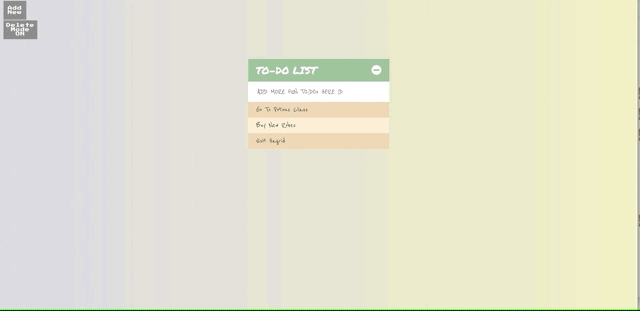 Add
New
Delete
Mode
ON
TO-DO LIST
ADD MORE FUN TODOS HERE :D
Go To Potions Class
Buy New Robes
Visit Hagrid